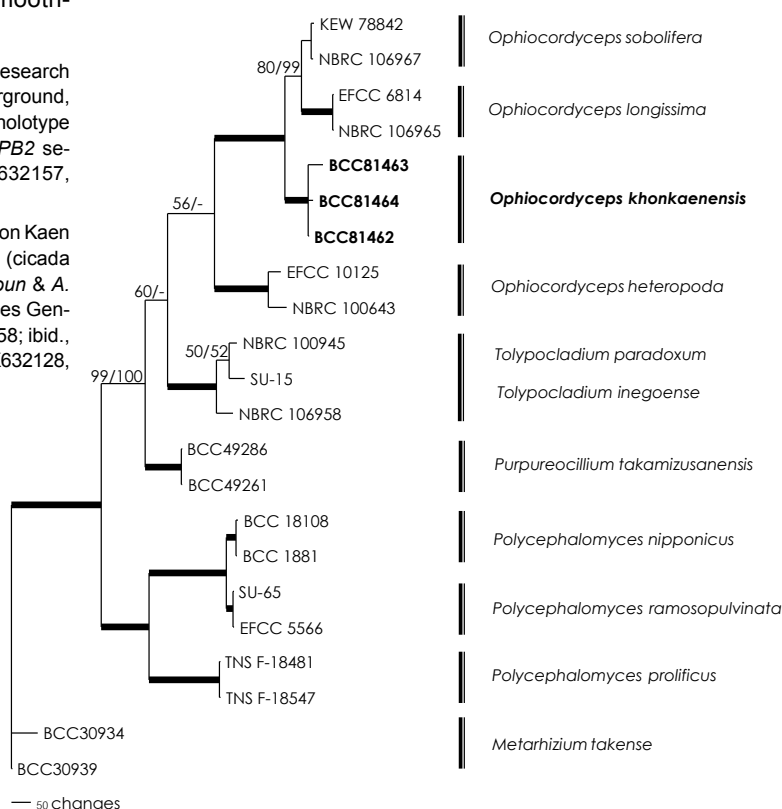 mooth-
esearch
rground,
holotype
PB2 se-
632157,
on Kaen
(cicada
oun & A.
es Gen-
58; ibid.,
632128,
KEW 78842
NBRC 106967
Ophiocordyceps sobolifera
80/99
EFCC 6814
NBRC 106965
Ophiocordyceps longissima
BCC81463
BCC81464
BCC81462
Ophiocordyceps khonkaenensis
56/-
EFCC 10125
NBRC 100643
Ophiocordyceps heteropoda
60/-
50/52
NBRC 100945
SU-15
NBRC 106958
Tolypocladium paradoxum
Tolypocladium inegoense
99/100
BCC49286
BCC49261
Purpureocillium takamizusanensis
BCC 18108
BCC 1881
Polycephalomyces nipponicus
SU-65
EFCC 5566
Polycephalomyces ramosopulvinata
TNS F-18481
TNS F-18547
Polycephalomyces prolificus
BCC30934
BCC30939
Metarhizium takense
50 changes